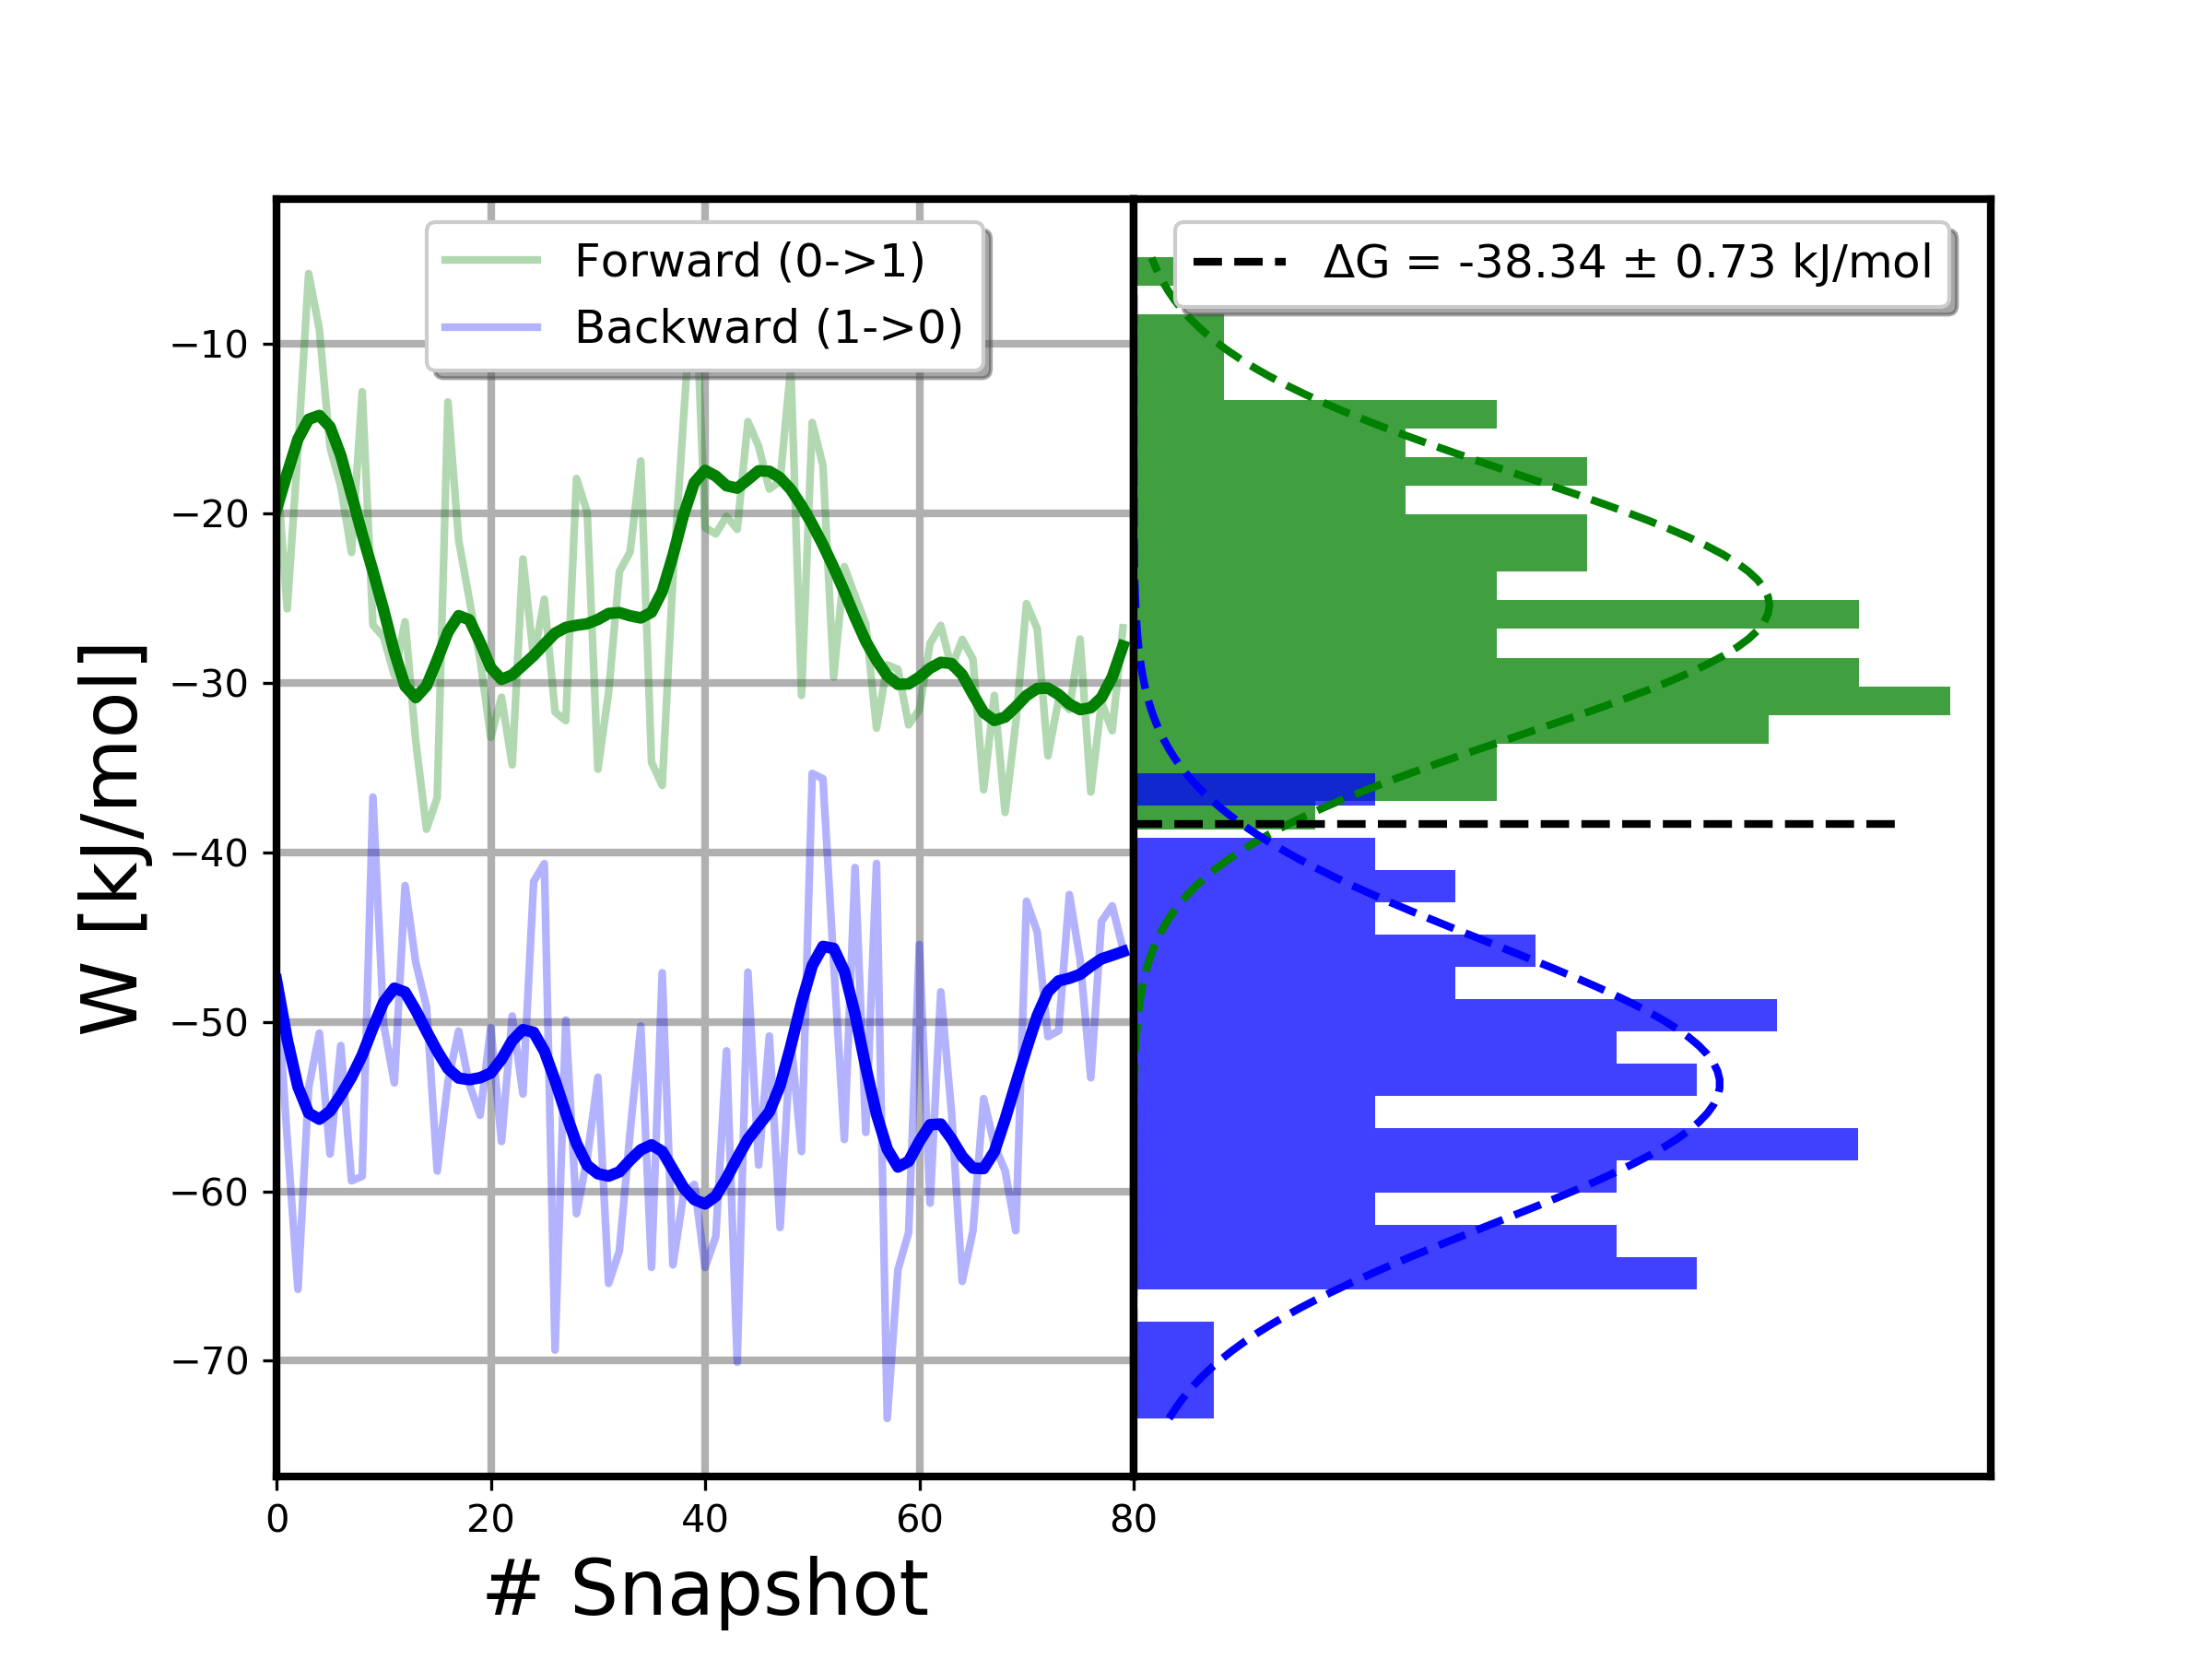 Forward (0->1)
Backward (1->0)
ΔG = -38.34 ± 0.73 kJ/mol
W [kJ/mol]
−10
−20
−30
−40
−50
−60
−70
0 20 40 60 80
# Snapshot